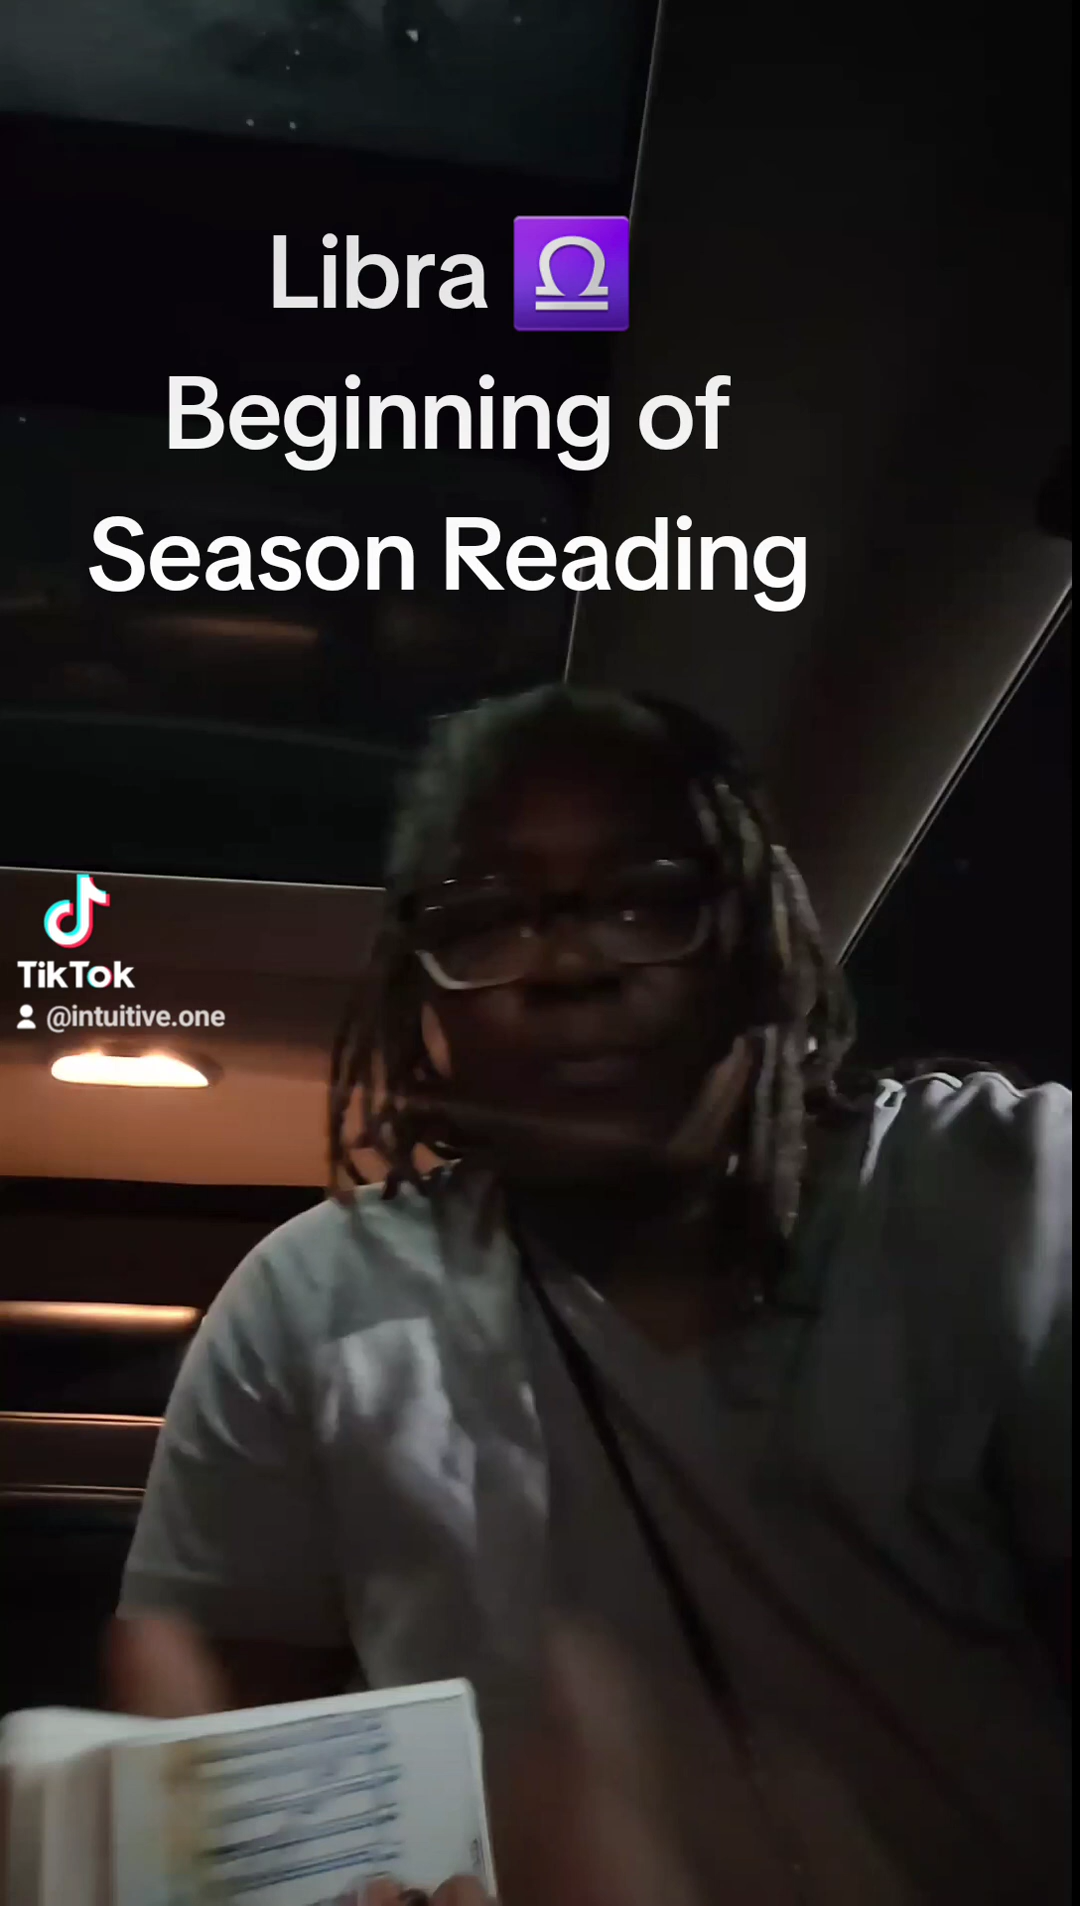 Libra ♎
Beginning of
Season Reading
TikTok
@intuitive.one